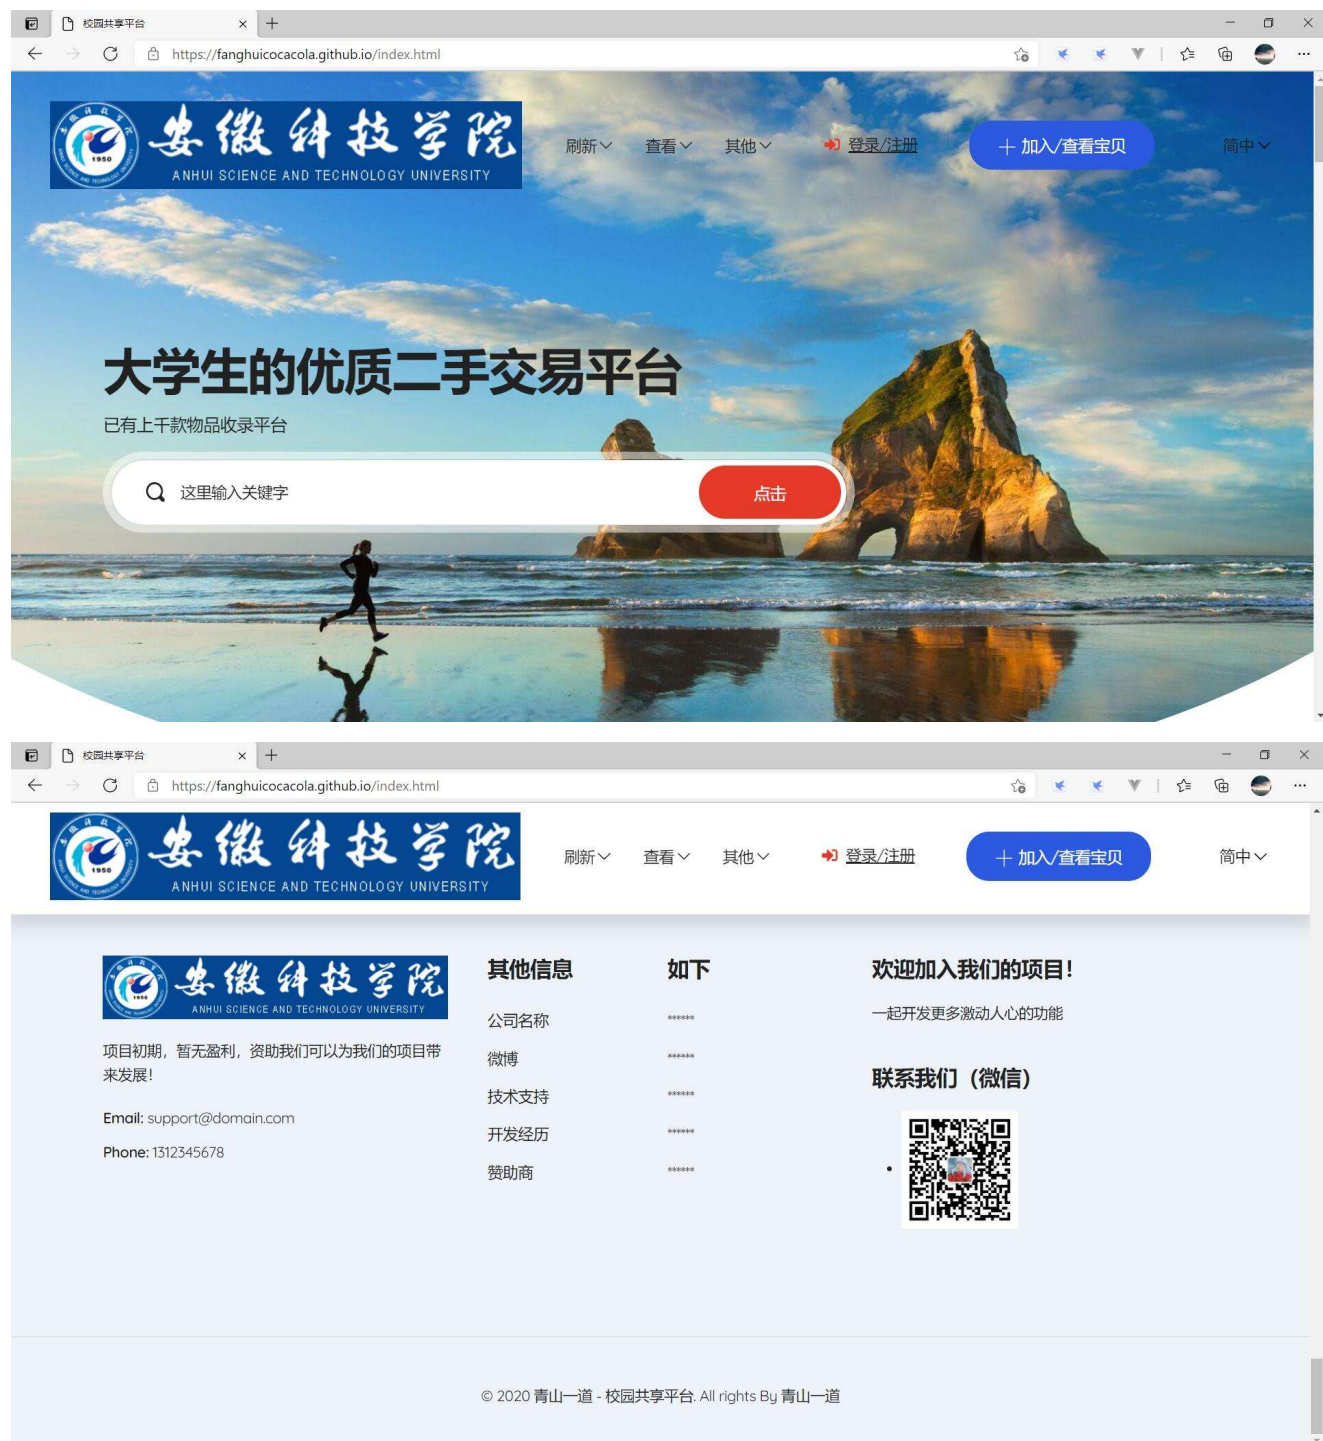 校园共享平台
https://fanghuicocacola.github.io/index.html
安徽科技学院
1950
ANHUI SCIENCE AND TECHNOLOGY UNIVERSITY
刷新 查看 其他 登录/注册 加入/查看宝贝 简中
大学生的优质二手交易平台
已有上千款物品收录平台
这里输入关键字 点击
校园共享平台
https://fanghuicocacola.github.io/index.html
安徽科技学院
1950
ANHUI SCIENCE AND TECHNOLOGY UNIVERSITY
刷新 查看 其他 登录/注册 加入/查看宝贝 简中
安徽科技学院
1950
ANHUI SCIENCE AND TECHNOLOGY UNIVERSITY
项目初期，暂无盈利，资助我们可以为我们的项目带
来发展！
Email: support@domain.com
Phone: 1312345678
其他信息 如下
公司名称 ******
微博 ******
技术支持 ******
开发经历 ******
赞助商 ******
欢迎加入我们的项目！
一起开发更多激动人心的功能
联系我们（微信）
© 2020 青山一道 - 校园共享平台. All rights By 青山一道